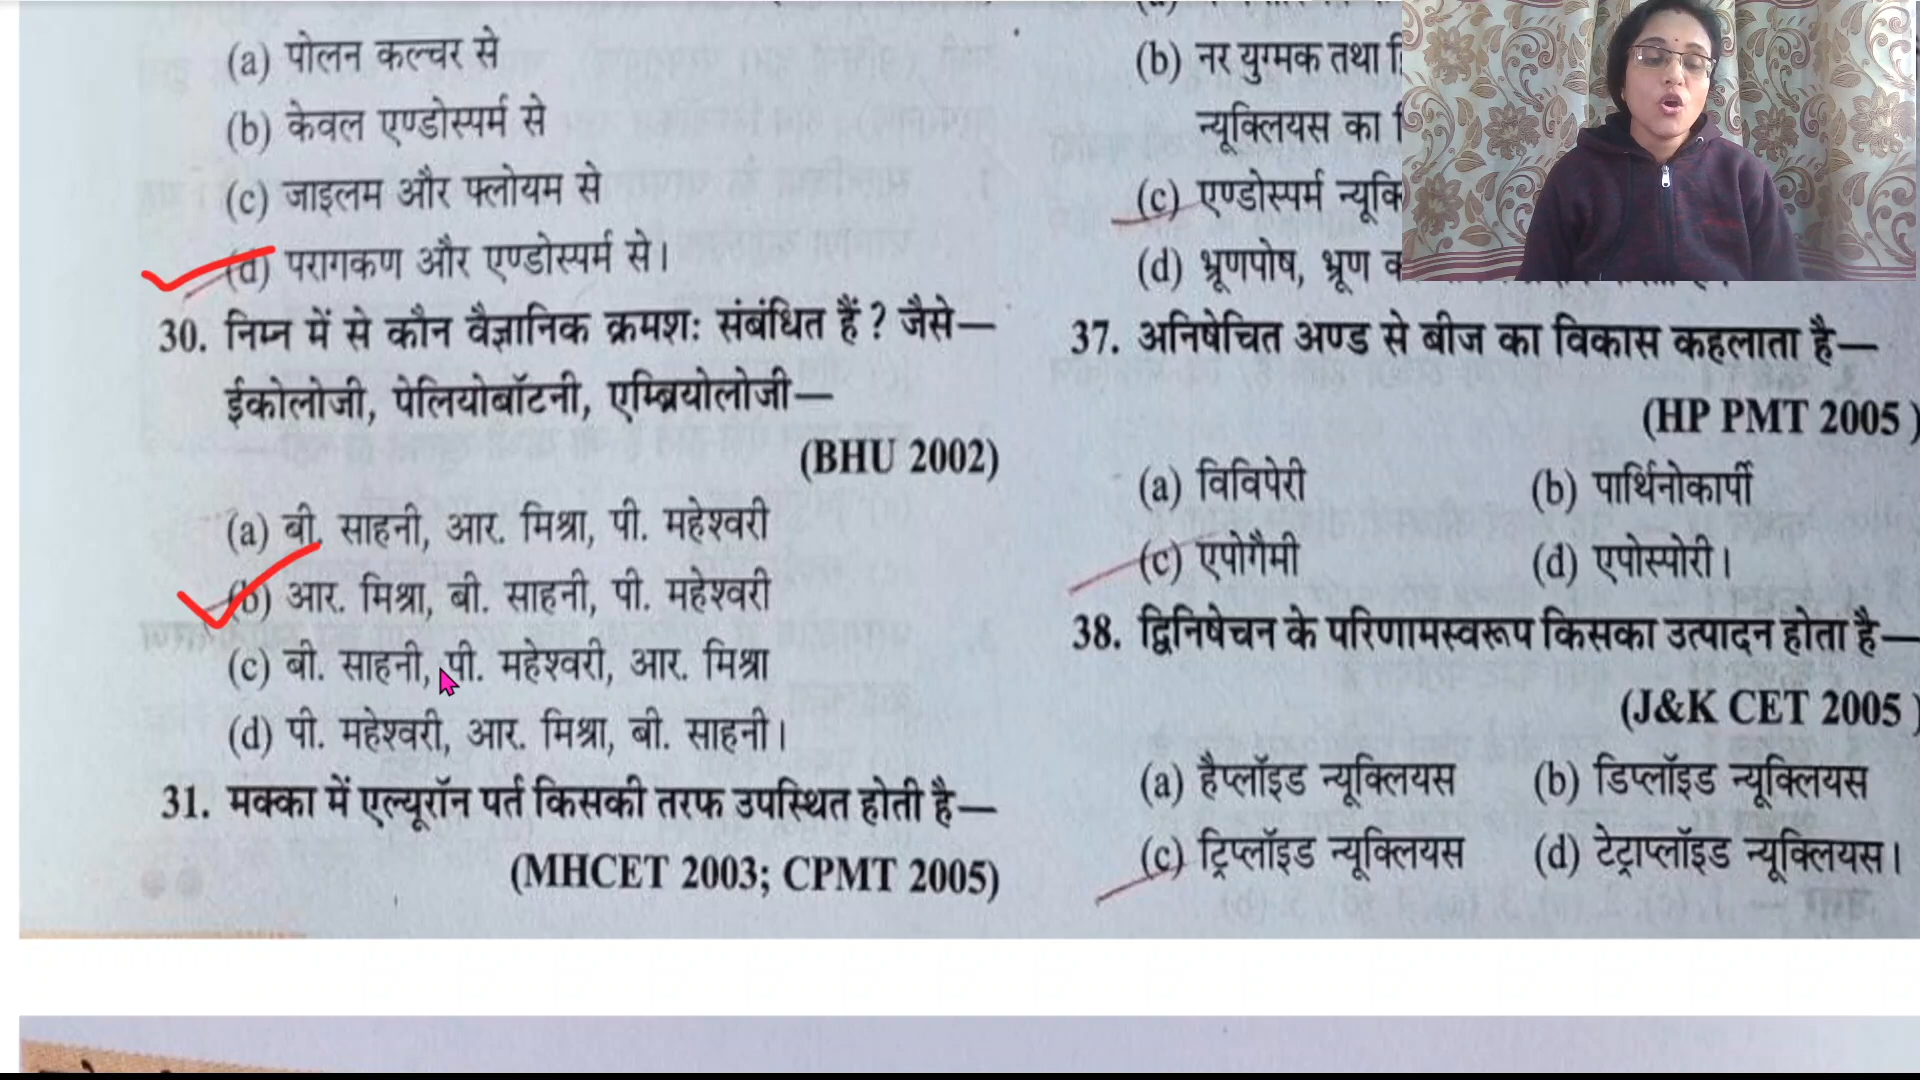 (a) पोलन कल्चर से
(b) केवल एण्डोस्पर्म से
(c) जाइलम और फ्लोयम से
(d) परागकण और एण्डोस्पर्म से।
30. निम्न में से कौन वैज्ञानिक क्रमशः संबंधित हैं ? जैसे—
ईकोलोजी, पेलियोबॉटनी, एम्ब्रियोलोजी—
(BHU 2002)
(a) बी. साहनी, आर. मिश्रा, पी. महेश्वरी
(b) आर. मिश्रा, बी. साहनी, पी. महेश्वरी
(c) बी. साहनी, पी. महेश्वरी, आर. मिश्रा
(d) पी. महेश्वरी, आर. मिश्रा, बी. साहनी।
31. मक्का में एल्यूरॉन पर्त किसकी तरफ उपस्थित होती है—
(MHCET 2003; CPMT 2005)
(b) नर युग्मक तथा
न्यूक्लियस का
(c) एण्डोस्पर्म
(d) भ्रूणपोष, भ्रूण
37. अनिषेचित अण्ड से बीज का विकास कहलाता है—
(HP PMT 2005)
(a) विविपेरी (b) पार्थिनोकार्पी
(c) एपोगैमी (d) एपोस्पोरी।
38. द्विनिषेचन के परिणामस्वरूप किसका उत्पादन होता है—
(J&K CET 2005)
(a) हैप्लॉइड न्यूक्लियस (b) डिप्लॉइड न्यूक्लियस
(c) ट्रिप्लॉइड न्यूक्लियस (d) टेट्राप्लॉइड न्यूक्लियस।